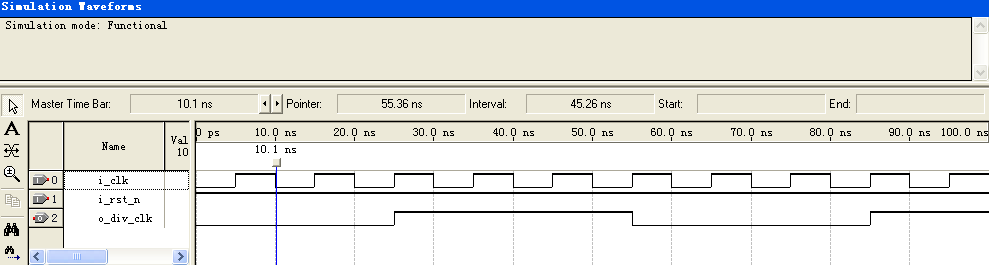 Simulation Waveforms
Simulation mode: Functional
Master Time Bar: 10.1 ns Pointer: 55.36 ns Interval: 45.26 ns Start: End:
Name Val 10 0 ps 10.0 ns 20.0 ns 30.0 ns 40.0 ns 50.0 ns 60.0 ns 70.0 ns 80.0 ns 90.0 ns 100.0 ns
10.1 ns
0 i_clk
1 i_rst_n
2 o_div_clk